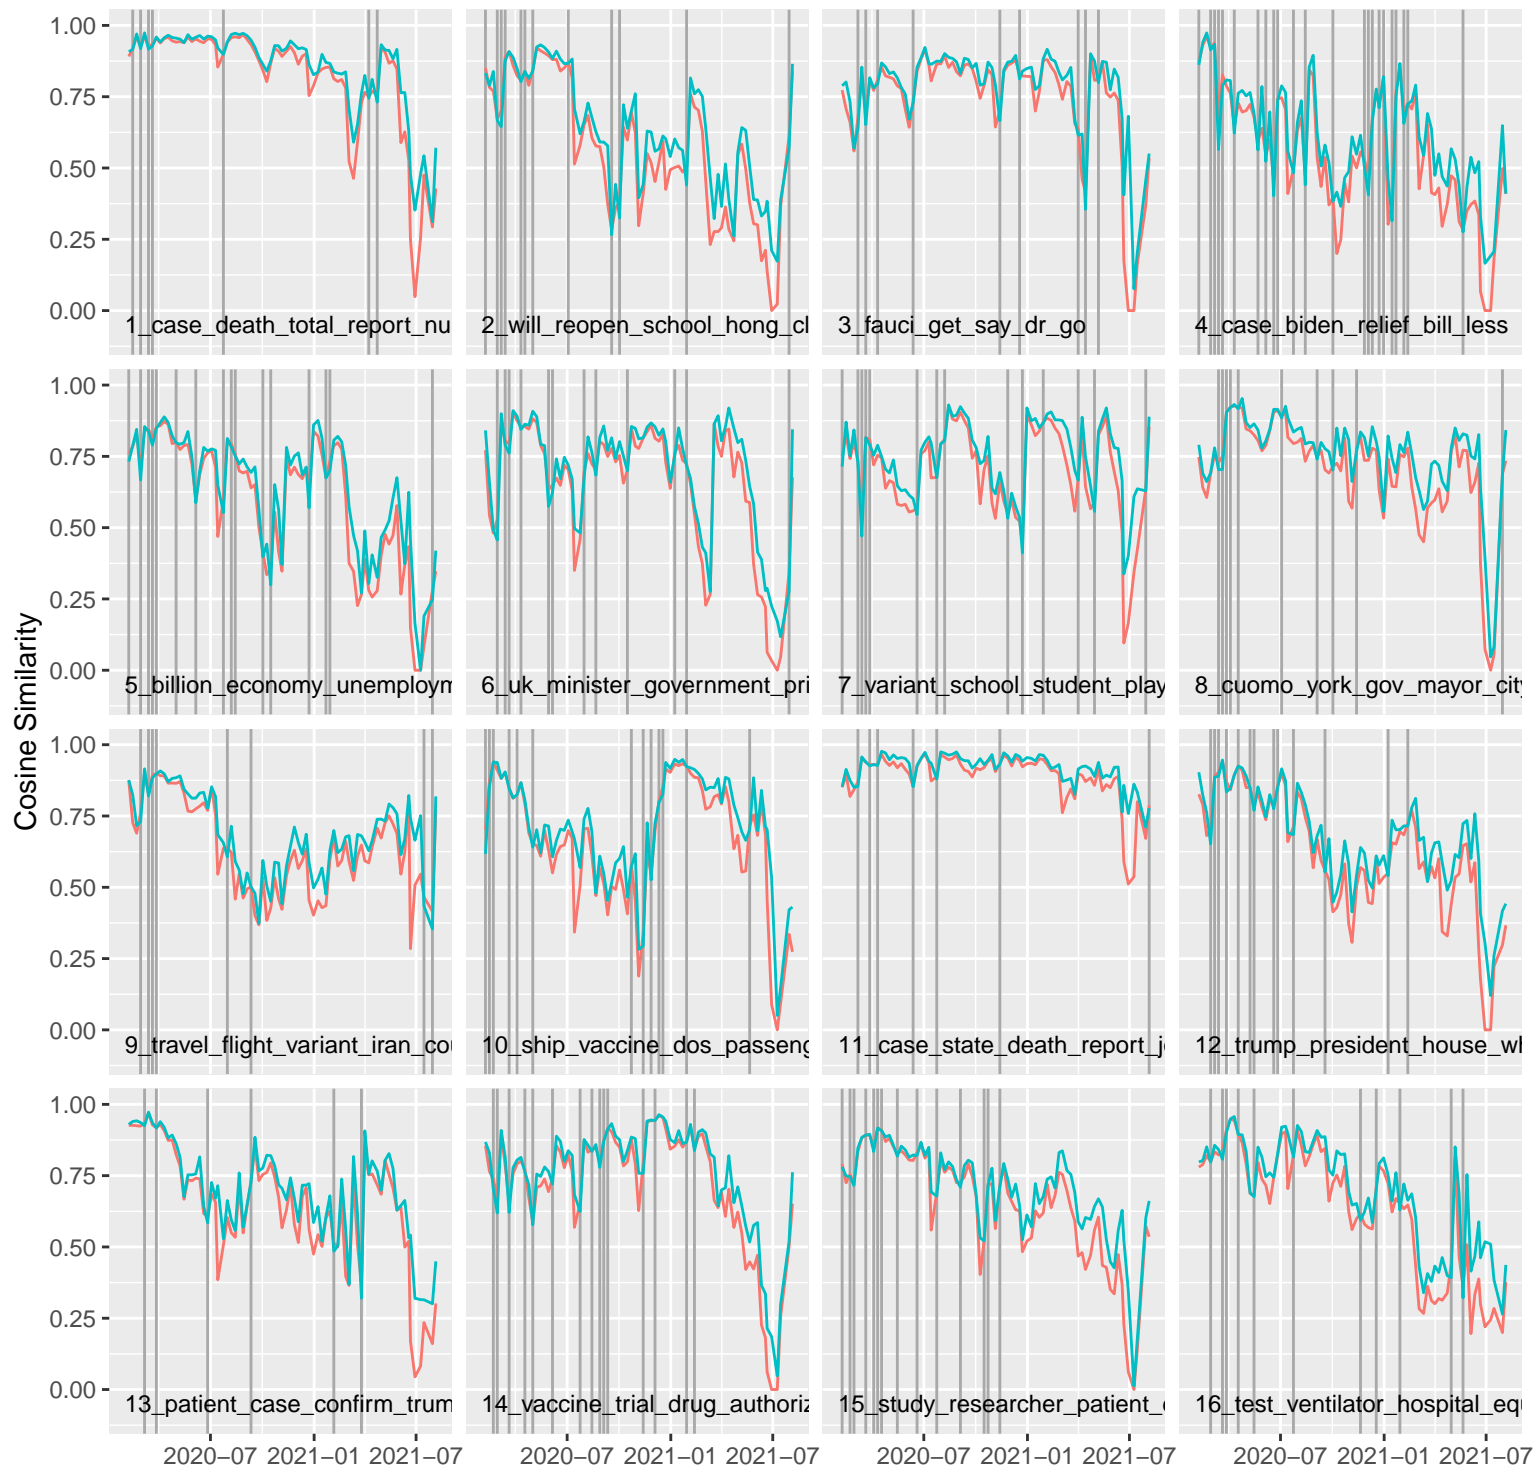 1.00
0.75
0.50
0.25
0.00
1_case_death_total_report_nu
2_will_reopen_school_hong_cl
3_fauci_get_say_dr_go
4_case_biden_relief_bill_less
1.00
0.75
0.50
0.25
0.00
5_billion_economy_unemploym
6_uk_minister_government_pri
7_variant_school_student_play
8_cuomo_york_gov_mayor_city
Cosine Similarity
1.00
0.75
0.50
0.25
0.00
9_travel_flight_variant_iran_cou
10_ship_vaccine_dos_passeng
11_case_state_death_report_j
12_trump_president_house_wh
1.00
0.75
0.50
0.25
0.00
13_patient_case_confirm_trum
14_vaccine_trial_drug_authoriz
15_study_researcher_patient_
16_test_ventilator_hospital_equ
2020−07 2021−01 2021−07
2020−07 2021−01 2021−07
2020−07 2021−01 2021−07
2020−07 2021−01 2021−07